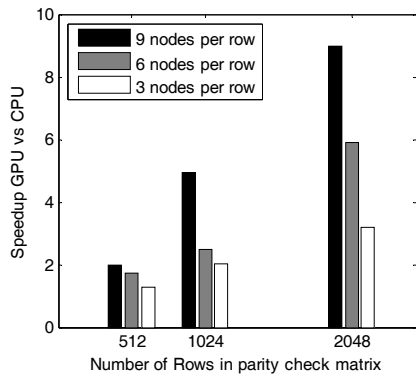 10
8
6
4
2
0
Speedup GPU vs CPU
9 nodes per row
6 nodes per row
3 nodes per row
512
1024
2048
Number of Rows in parity check matrix